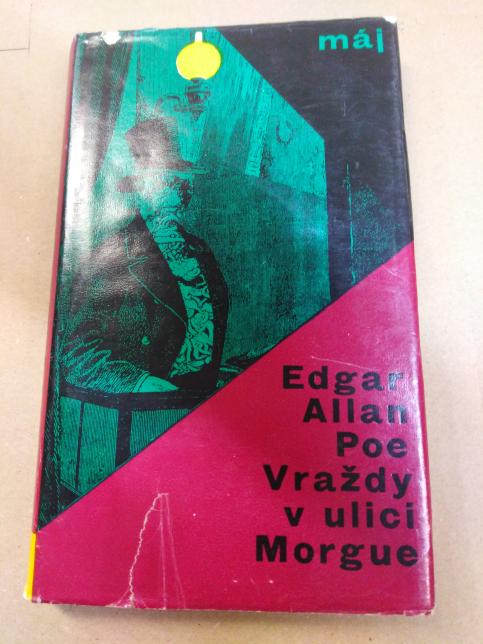 máj
Edgar
Allan
Poe
Vraždy
v ulici
Morgue